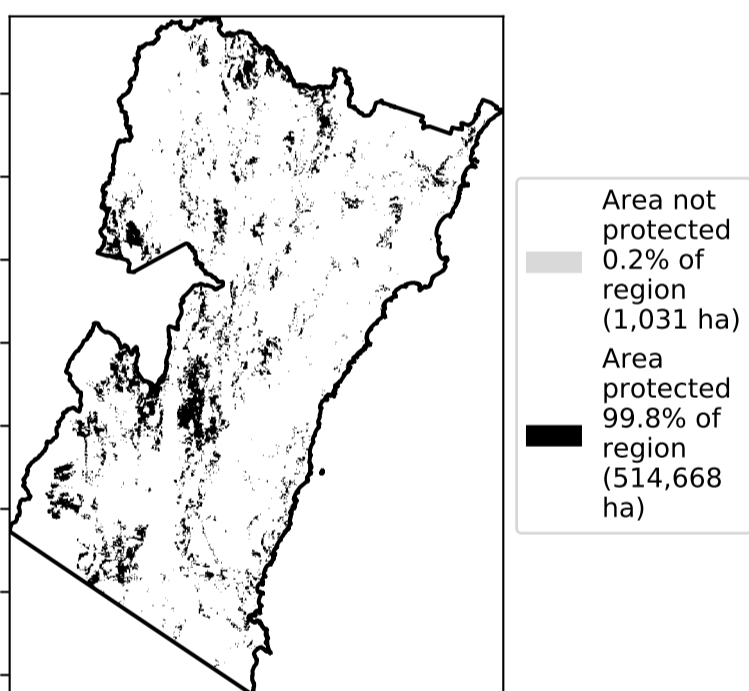 Area not
protected
0.2% of
region
(1,031 ha)
Area
protected
99.8% of
region
(514,668
ha)